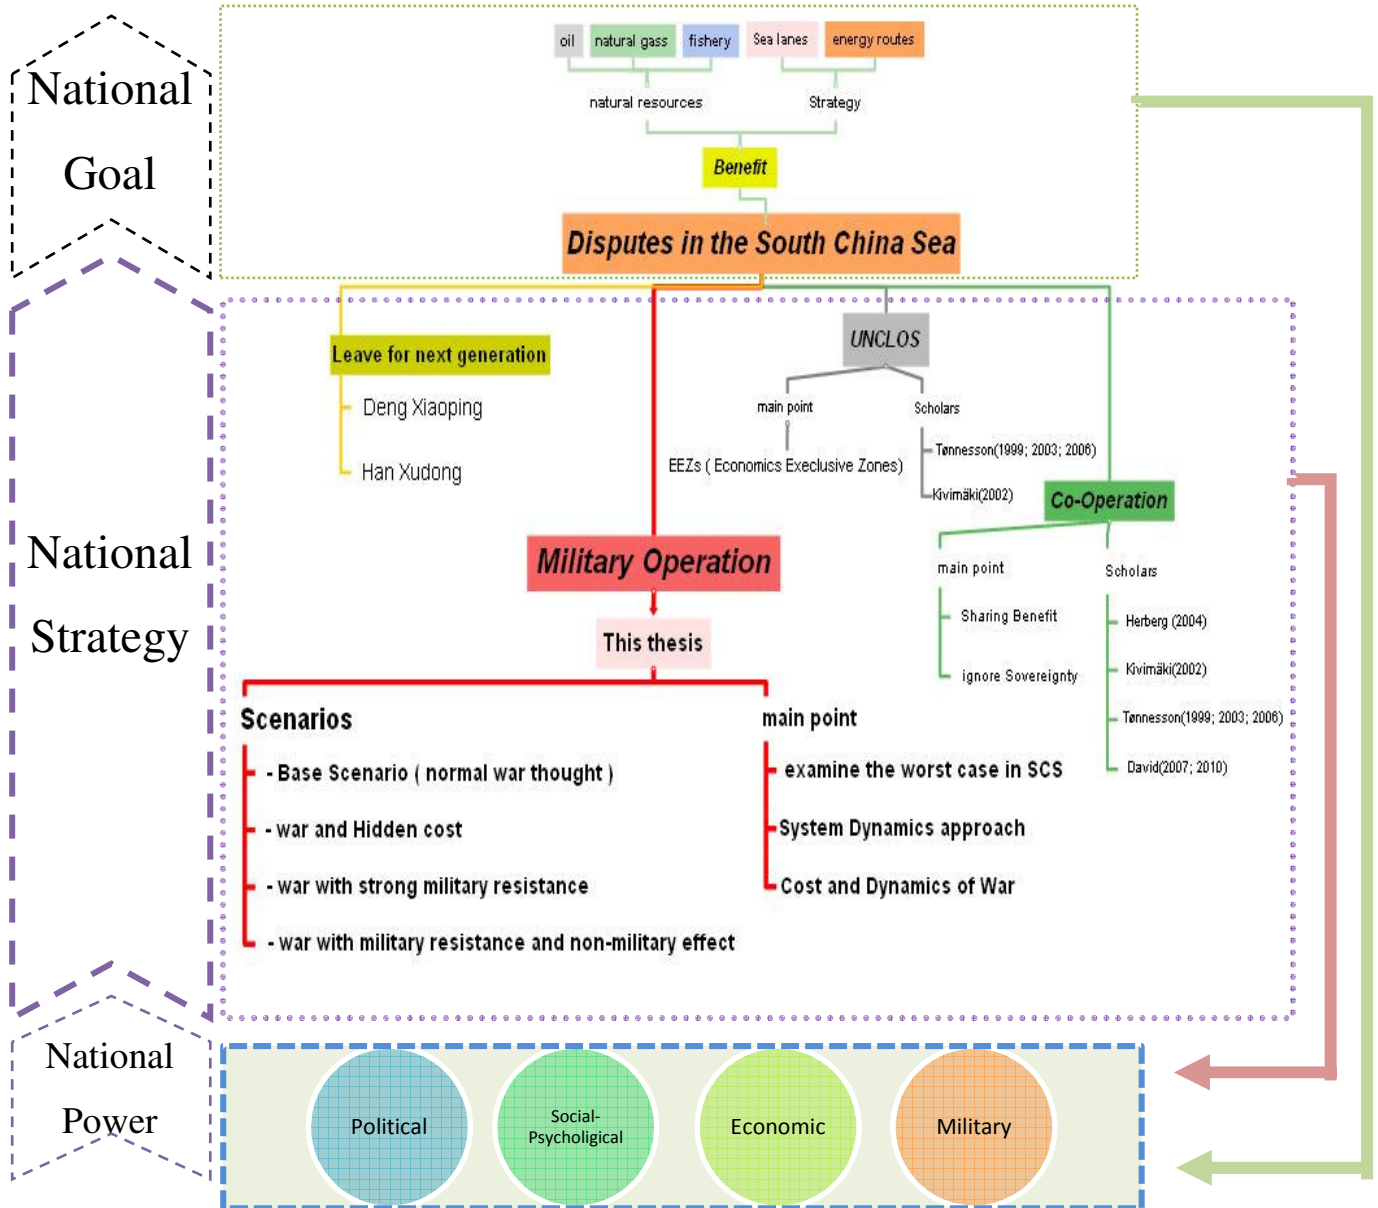 National
Goal
oil
natural gass
fishery
Sea lanes
energy routes
natural resources
Strategy
Benefit
Disputes in the South China Sea
National
Strategy
Leave for next generation
Deng Xiaoping
Han Xudong
UNCLOS
main point
Scholars
EEZs ( Economics Execlusive Zones)
Tønnesson(1999; 2003; 2006)
Kivimäki(2002)
Co-Operation
main point
Scholars
Sharing Benefit
ignore Sovereignty
Herberg (2004)
Kivimäki(2002)
Tønnesson(1999; 2003; 2006)
David(2007; 2010)
Military Operation
This thesis
Scenarios
- Base Scenario ( normal war thought )
- war and Hidden cost
- war with strong military resistance
- war with military resistance and non-military effect
main point
examine the worst case in SCS
System Dynamics approach
Cost and Dynamics of War
National
Power
Political
Social-
Psycholigical
Economic
Military